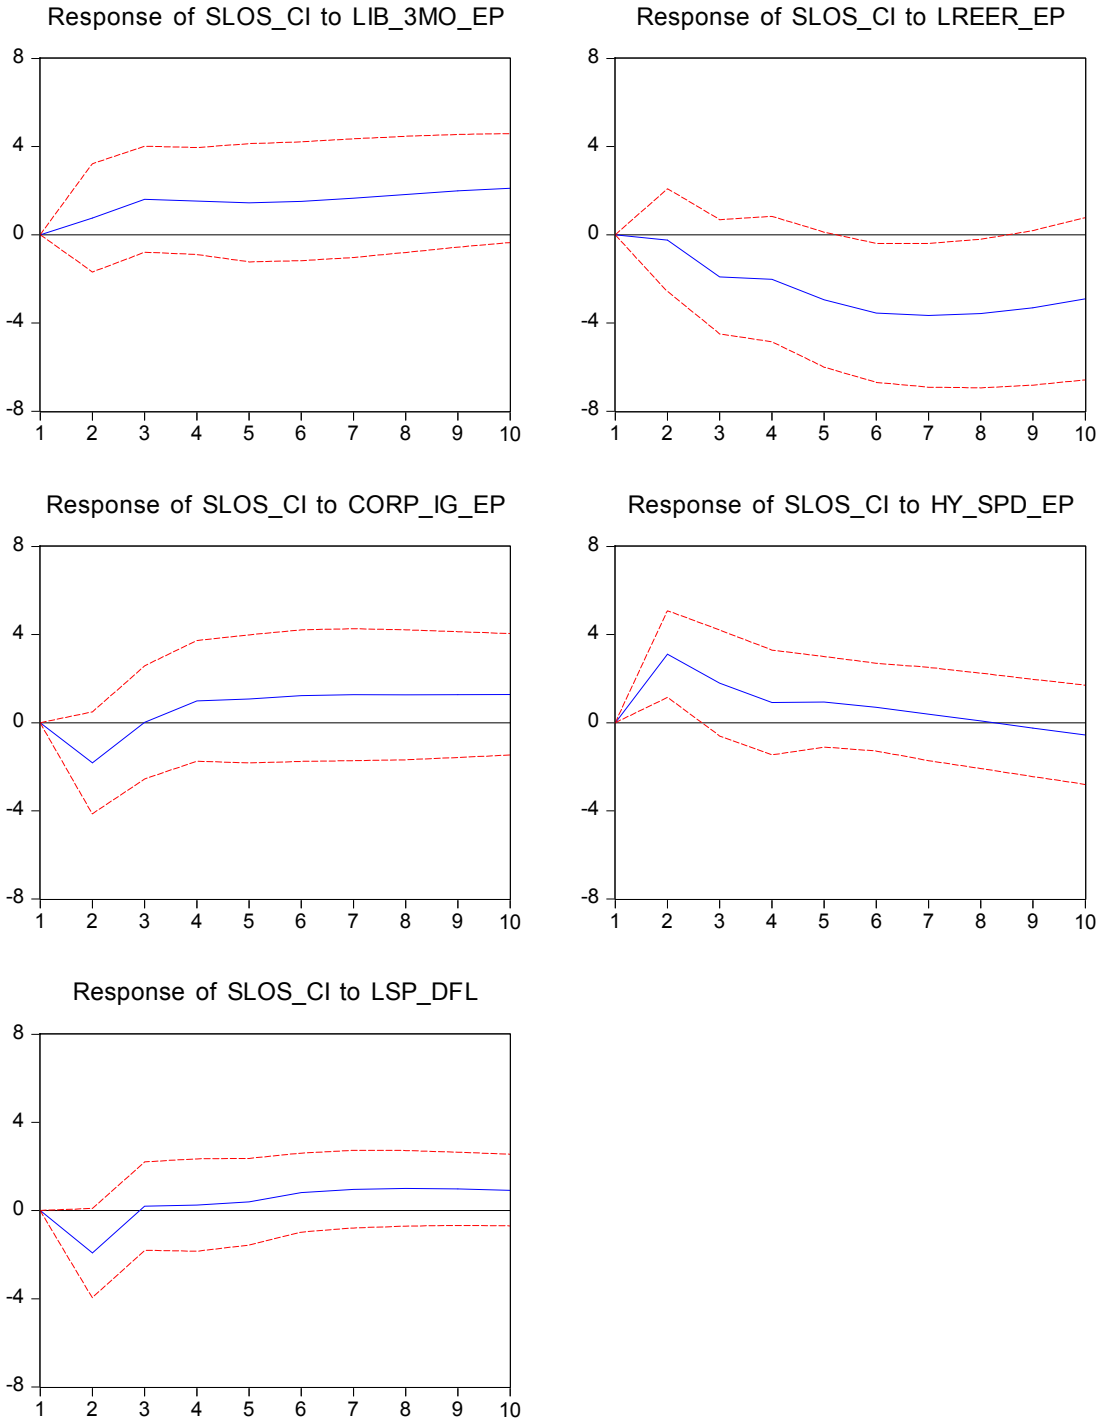 Response of SLOS_CI to LIB_3MO_EP
8
4
0
-4
-8
1 2 3 4 5 6 7 8 9 10
Response of SLOS_CI to LREER_EP
8
4
0
-4
-8
1 2 3 4 5 6 7 8 9 10
Response of SLOS_CI to CORP_IG_EP
8
4
0
-4
-8
1 2 3 4 5 6 7 8 9 10
Response of SLOS_CI to HY_SPD_EP
8
4
0
-4
-8
1 2 3 4 5 6 7 8 9 10
Response of SLOS_CI to LSP_DFL
8
4
0
-4
-8
1 2 3 4 5 6 7 8 9 10